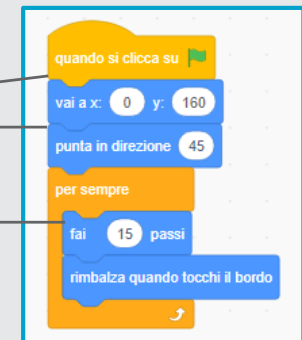 quando si clicca su
vai a x: 0 y: 160
punta in direzione 45
per sempre
fai 15 passi
rimbalza quando tocchi il bordo